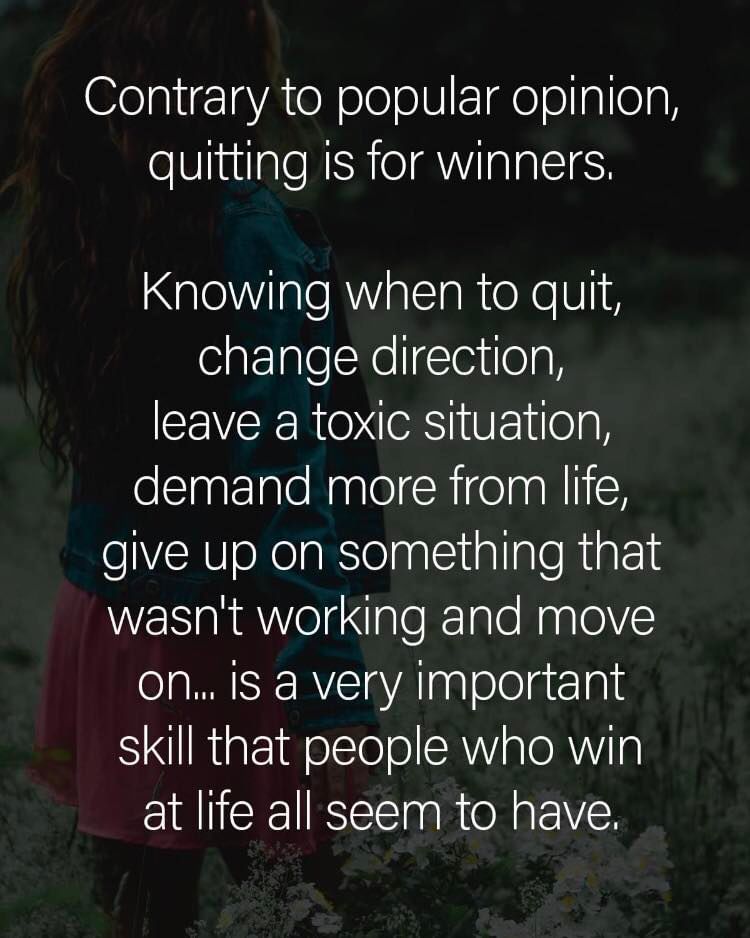 Contrary to popular opinion,
quitting is for winners.
Knowing when to quit,
change direction,
leave a toxic situation,
demand more from life,
give up on something that
wasn't working and move
on... is a very important
skill that people who win
at life all seem to have.